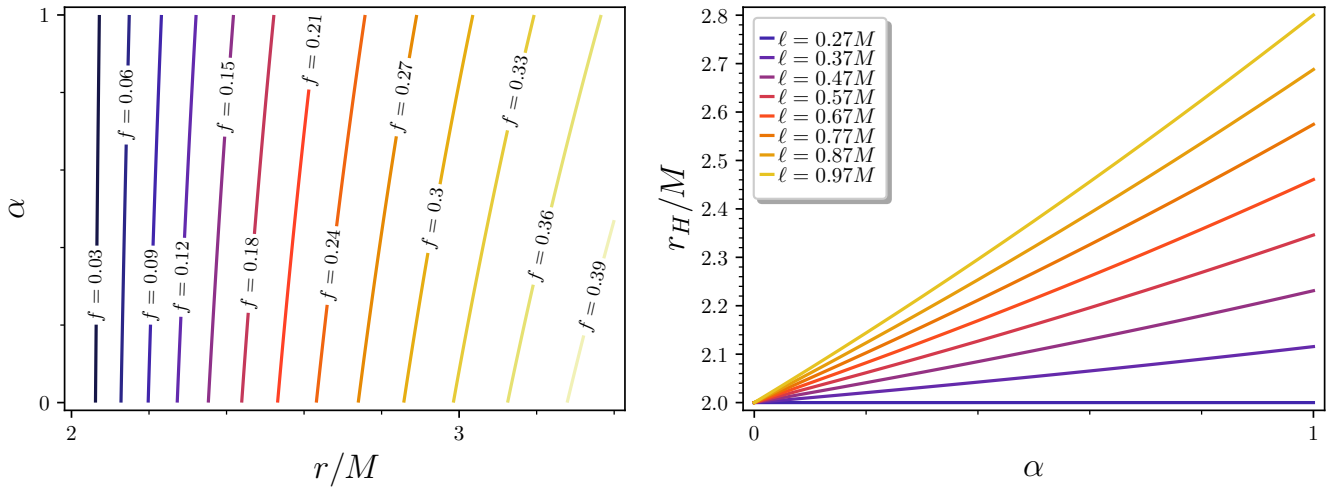 1
α
0
2
3
r/M
f = 0.03
f = 0.06
f = 0.09
f = 0.12
f = 0.15
f = 0.18
f = 0.21
f = 0.24
f = 0.27
f = 0.3
f = 0.33
f = 0.36
f = 0.39
r_H/M
2.8
2.7
2.6
2.5
2.4
2.3
2.2
2.1
2.0
ℓ = 0.27M
ℓ = 0.37M
ℓ = 0.47M
ℓ = 0.57M
ℓ = 0.67M
ℓ = 0.77M
ℓ = 0.87M
ℓ = 0.97M
0
1
α